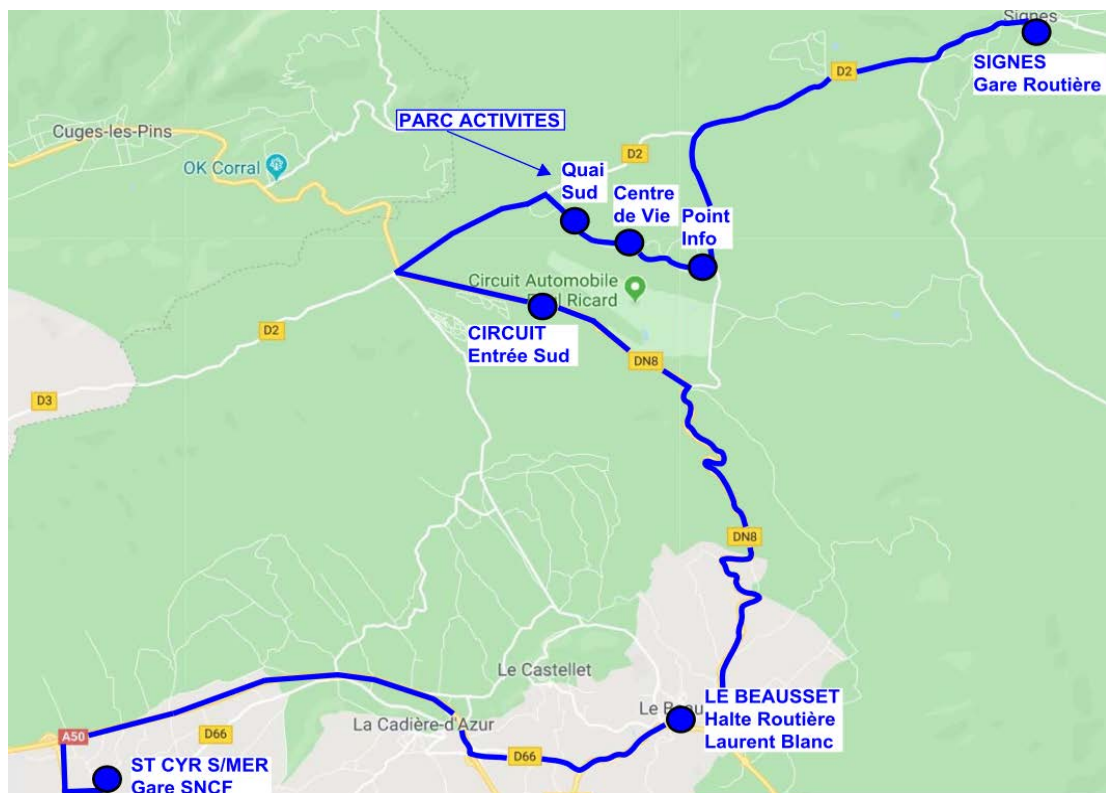 Signes
SIGNES
Gare Routière
D2
Cuges-les-Pins
PARC ACTIVITES
OK Corral
D2
Quai
Sud
Centre
de Vie
Point
Info
Circuit Automobile
Ricard
CIRCUIT
Entrée Sud
D2
DN8
D3
DN8
Le Castellet
LE BEAUSSET
Halte Routière
Laurent Blanc
Le Beau
La Cadière-d'Azur
A50
D66
D66
ST CYR S/MER
Gare SNCF